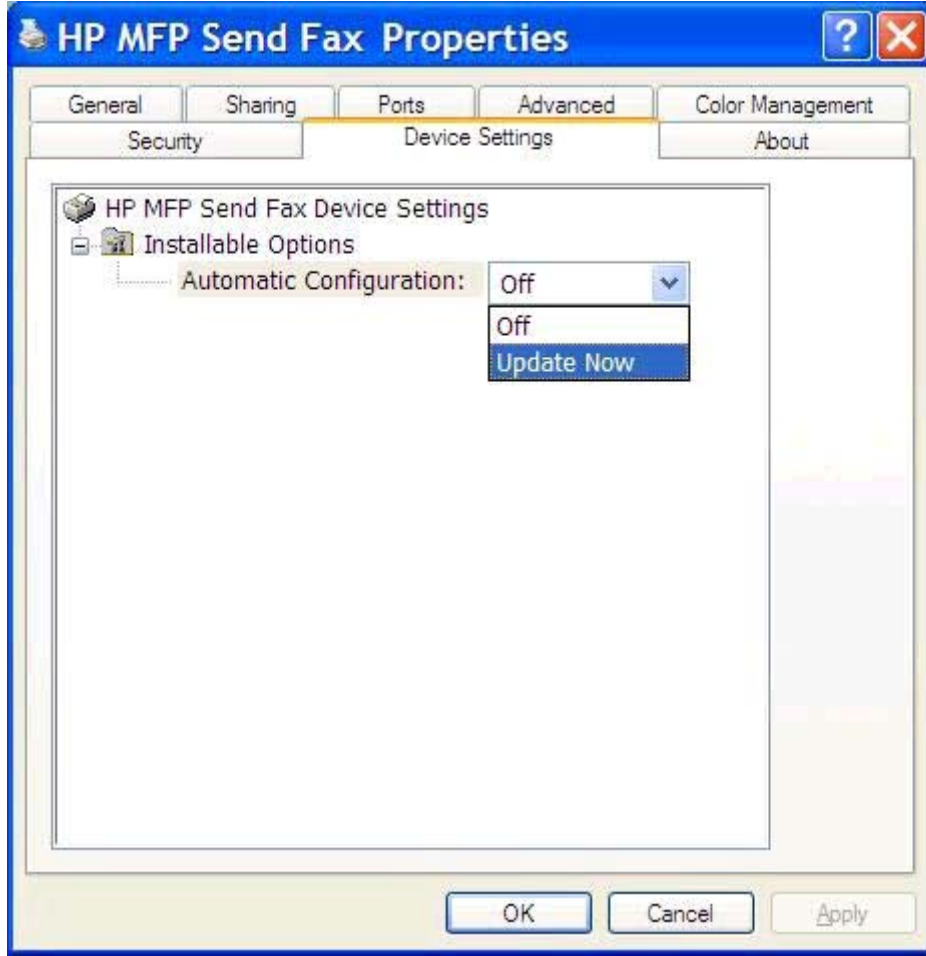 HP MFP Send Fax Properties
?
General Sharing Ports Advanced Color Management
Security Device Settings About
HP MFP Send Fax Device Settings
Installable Options
Automatic Configuration: Off
Off
Update Now
OK Cancel Apply